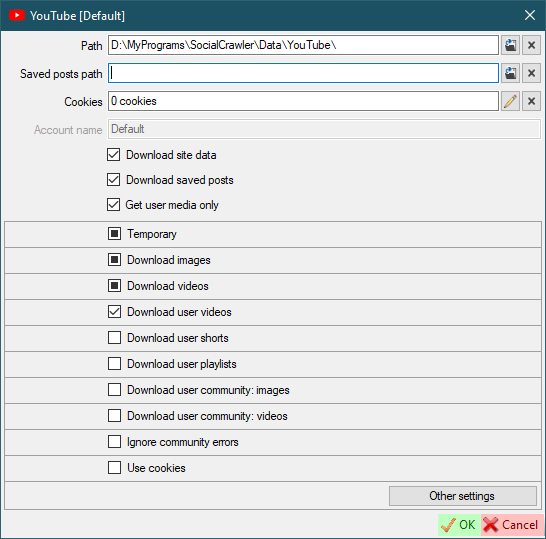 YouTube [Default]
Path D:\MyPrograms\SocialCrawler\Data\YouTube\
Saved posts path
Cookies 0 cookies
Account name Default
Download site data
Download saved posts
Get user media only
Temporary
Download images
Download videos
Download user videos
Download user shorts
Download user playlists
Download user community: images
Download user community: videos
Ignore community errors
Use cookies
Other settings
OK Cancel